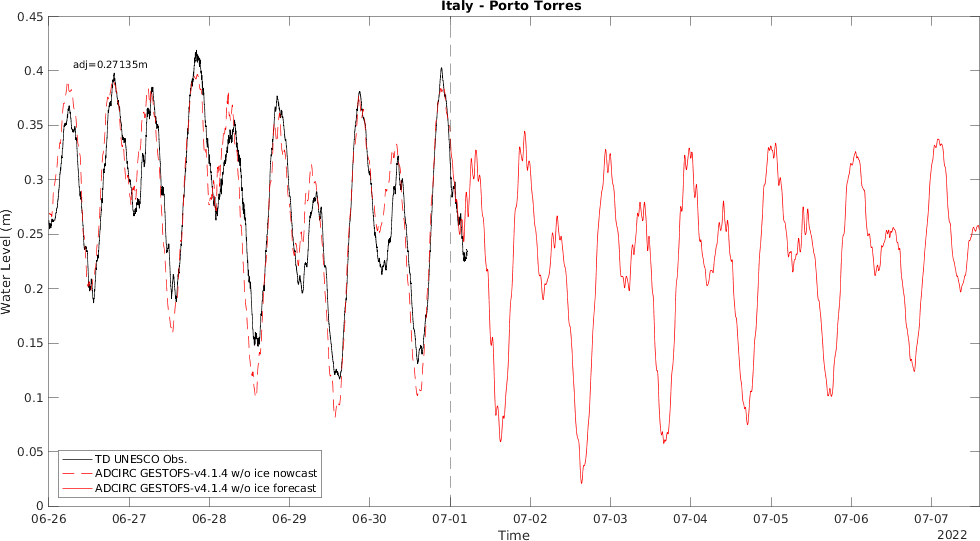 Italy - Porto Torres
adj=0.27135m
Water Level (m)
0.45
0.4
0.35
0.3
0.25
0.2
0.15
0.1
0.05
0
TD UNESCO Obs.
ADCIRC GESTOFS-v4.1.4 w/o ice nowcast
ADCIRC GESTOFS-v4.1.4 w/o ice forecast
06-26 06-27 06-28 06-29 06-30 07-01 07-02 07-03 07-04 07-05 07-06 07-07
Time
2022